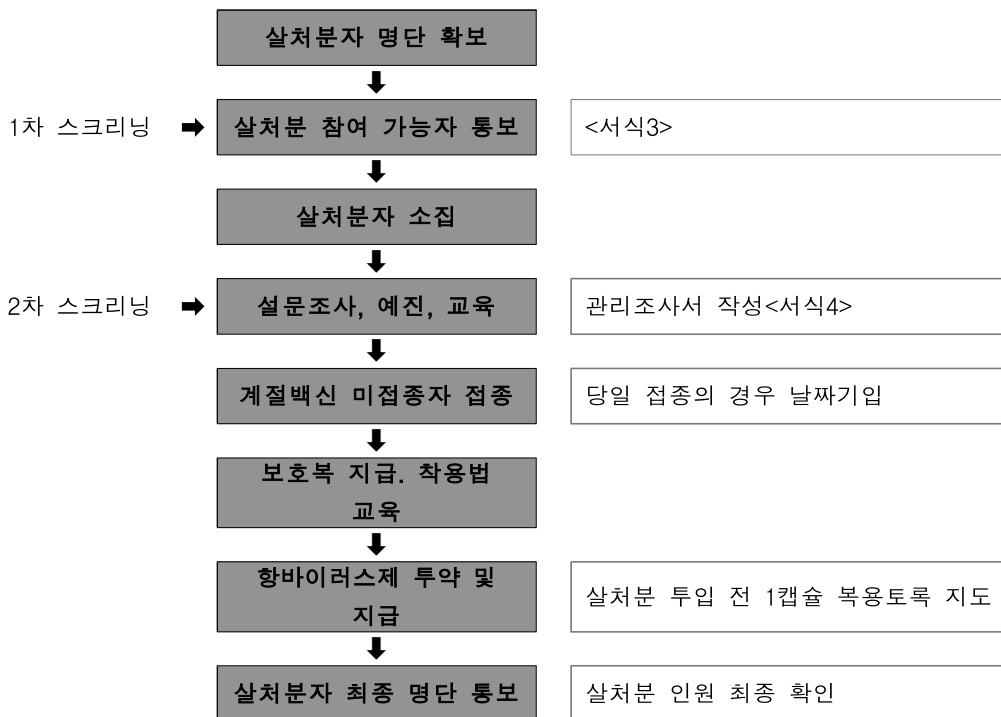 살처분자 명단 확보
1차 스크리닝 ➡ 살처분 참여 가능자 통보 <서식3>
살처분자 소집
2차 스크리닝 ➡ 설문조사, 예진, 교육 관리조사서 작성<서식4>
계절백신 미접종자 접종 당일 접종의 경우 날짜기입
보호복 지급. 착용법
교육
항바이러스제 투약 및
지급
살처분 투입 전 1캡슐 복용토록 지도
살처분자 최종 명단 통보 살처분 인원 최종 확인